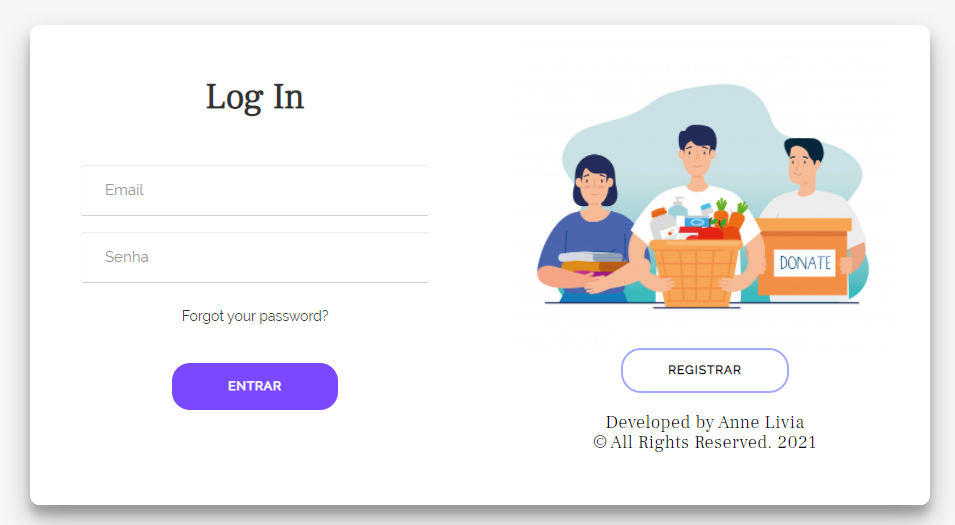 Log In
Email
Senha
Forgot your password?
ENTRAR
DONATE
REGISTRAR
Developed by Anne Livia
© All Rights Reserved. 2021